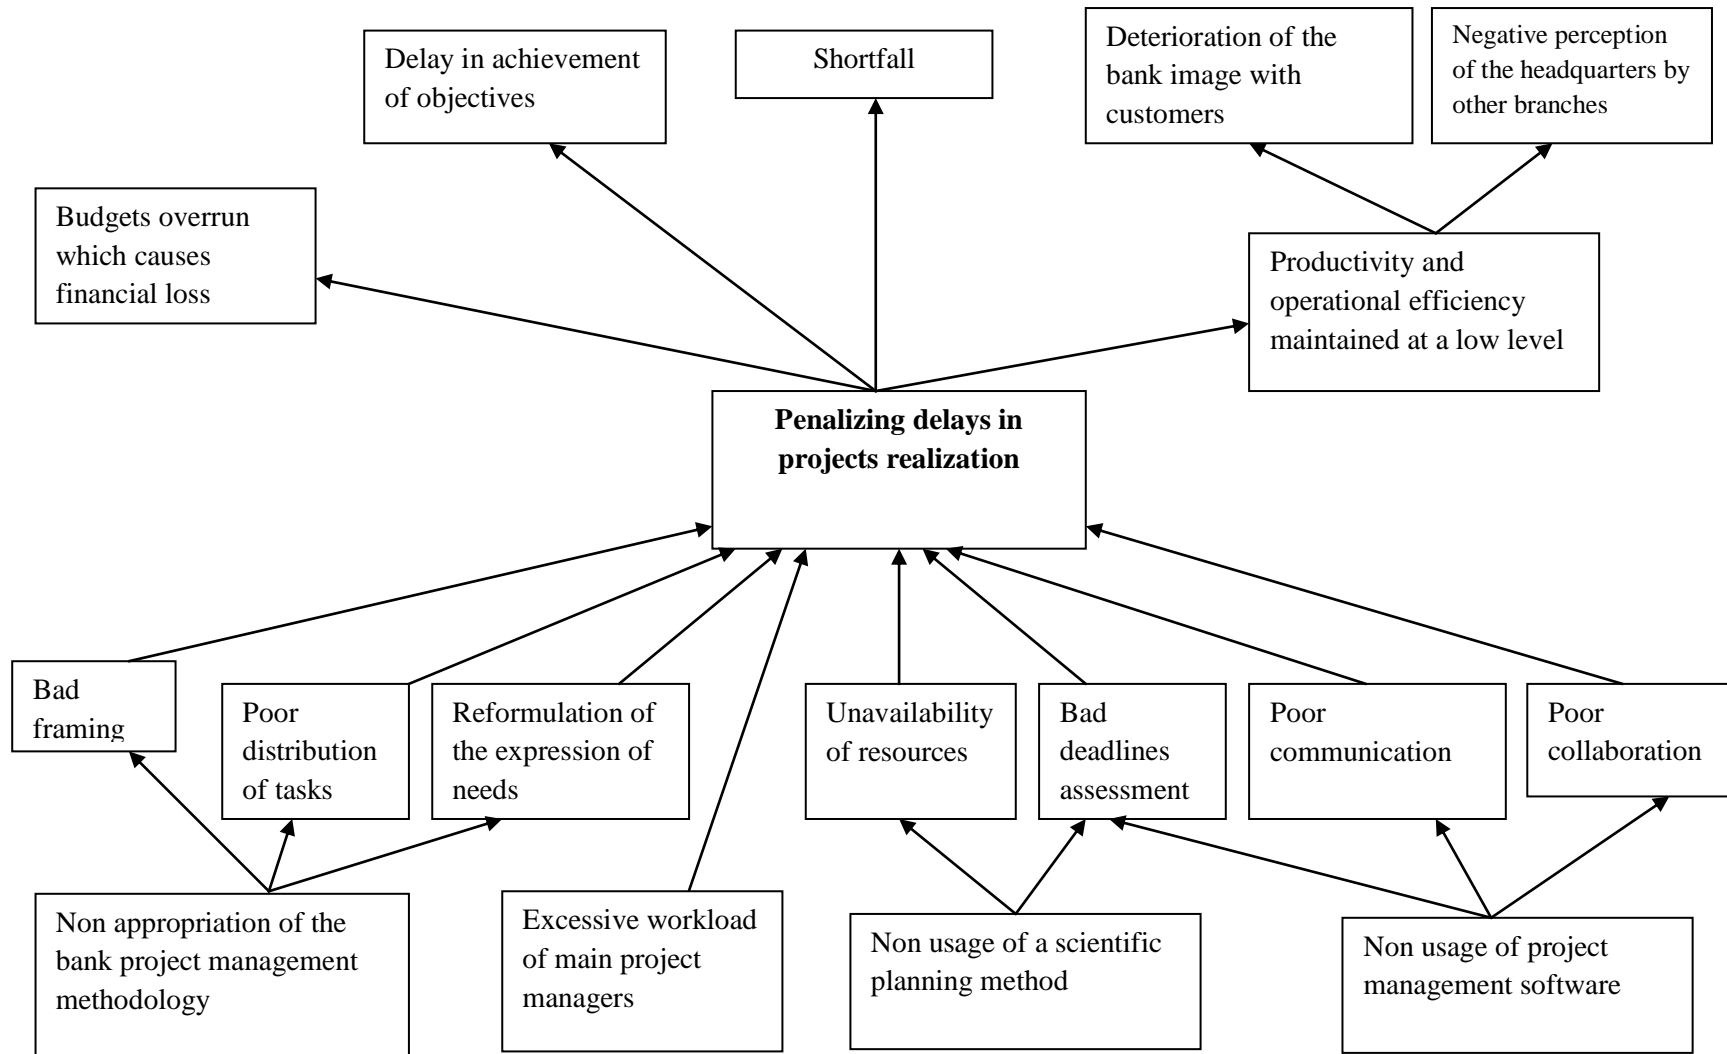 Delay in achievement
of objectives
Shortfall
Deterioration of the
bank image with
customers
Negative perception
of the headquarters by
other branches
Budgets overrun
which causes
financial loss
Productivity and
operational efficiency
maintained at a low level
Penalizing delays in
projects realization
Bad
framing
Poor
distribution
of tasks
Reformulation of
the expression of
needs
Unavailability
of resources
Bad
deadlines
assessment
Poor
communication
Poor
collaboration
Non appropriation of the
bank project management
methodology
Excessive workload
of main project
managers
Non usage of a scientific
planning method
Non usage of project
management software